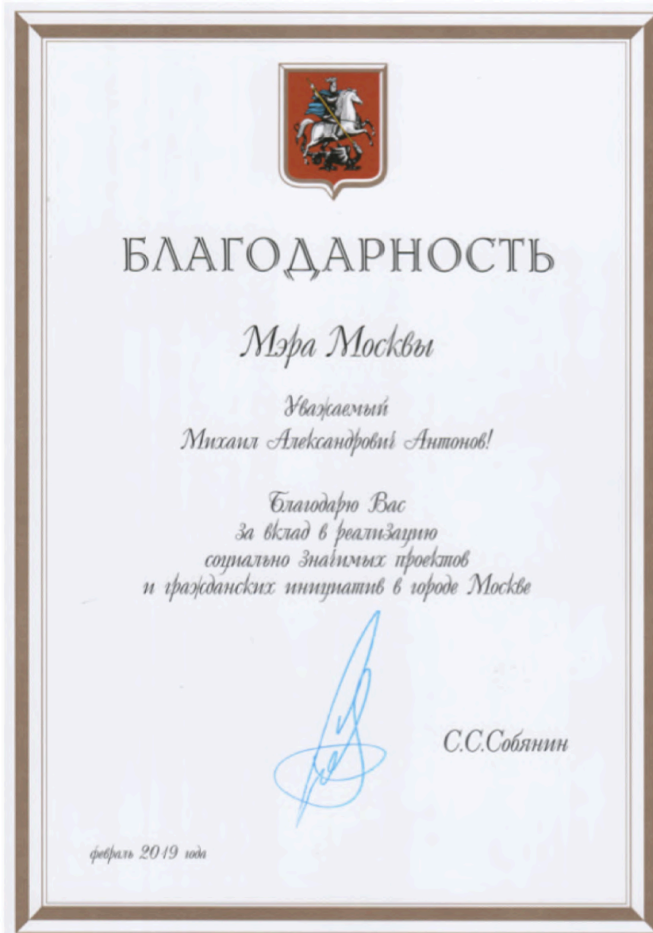 БЛАГОДАРНОСТЬ
Мэра Москвы
Уважаемый
Михаил Александрович Антонов!
Благодарю Вас
за вклад в реализацию
социально значимых проектов
и гражданских инициатив в городе Москве
С.С.Собянин
февраль 2019 года